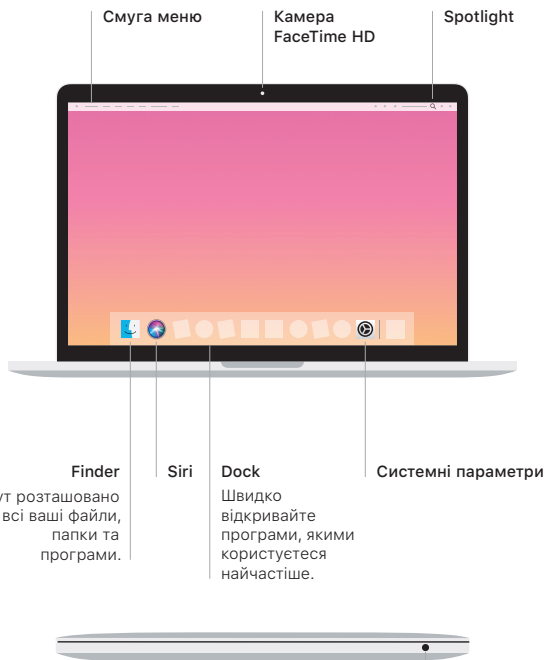 Смуга меню
Камера
FaceTime HD
Spotlight
Finder
розташовано
всі ваші файли,
папки та
програми.
Siri
Dock
Швидко
відкривайте
програми, якими
користуєтеся
найчастіше.
Системні параметри